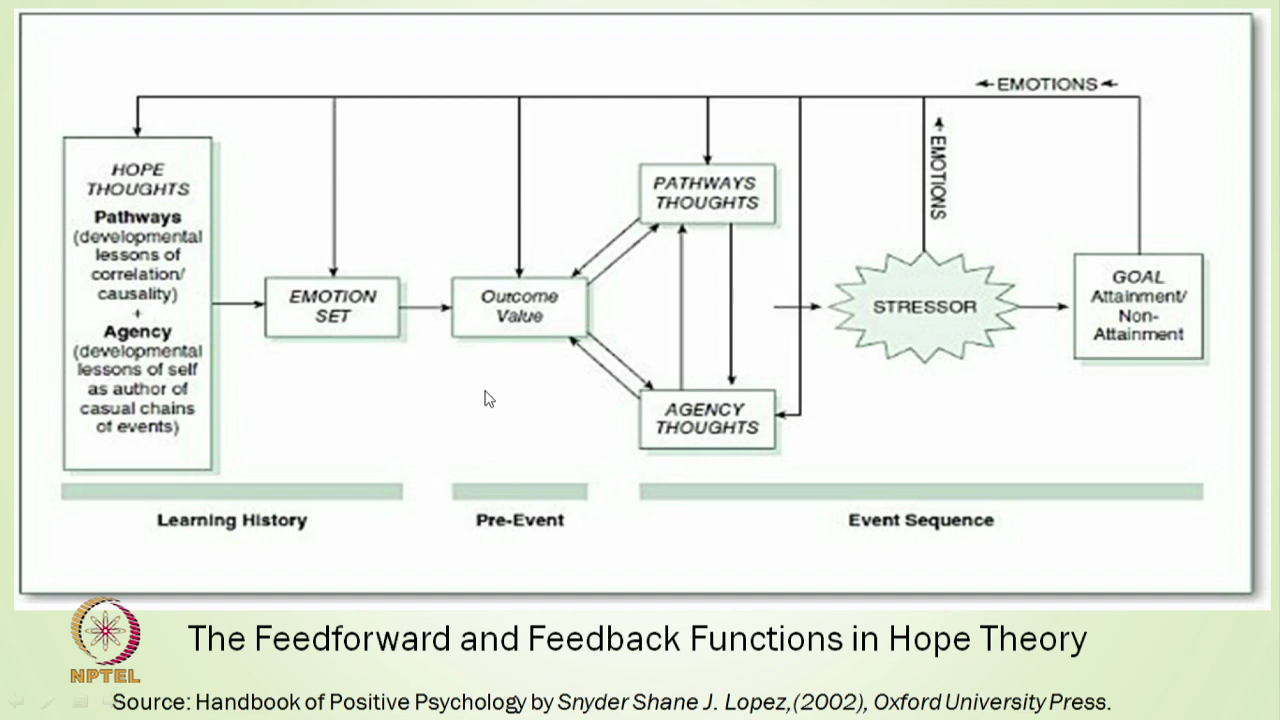 EMOTIONS
EMOTIONS
HOPE
THOUGHTS
Pathways
(developmental
lessons of
correlation/
causality)
+
Agency
(developmental
lessons of self
as author of
casual chains
of events)
EMOTION
SET
Outcome
Value
PATHWAYS
THOUGHTS
AGENCY
THOUGHTS
STRESSOR
GOAL
Attainment/
Non-
Attainment
Learning History
Pre-Event
Event Sequence
NPTEL
The Feedforward and Feedback Functions in Hope Theory
Source: Handbook of Positive Psychology by Snyder Shane J. Lopez,(2002), Oxford University Press.